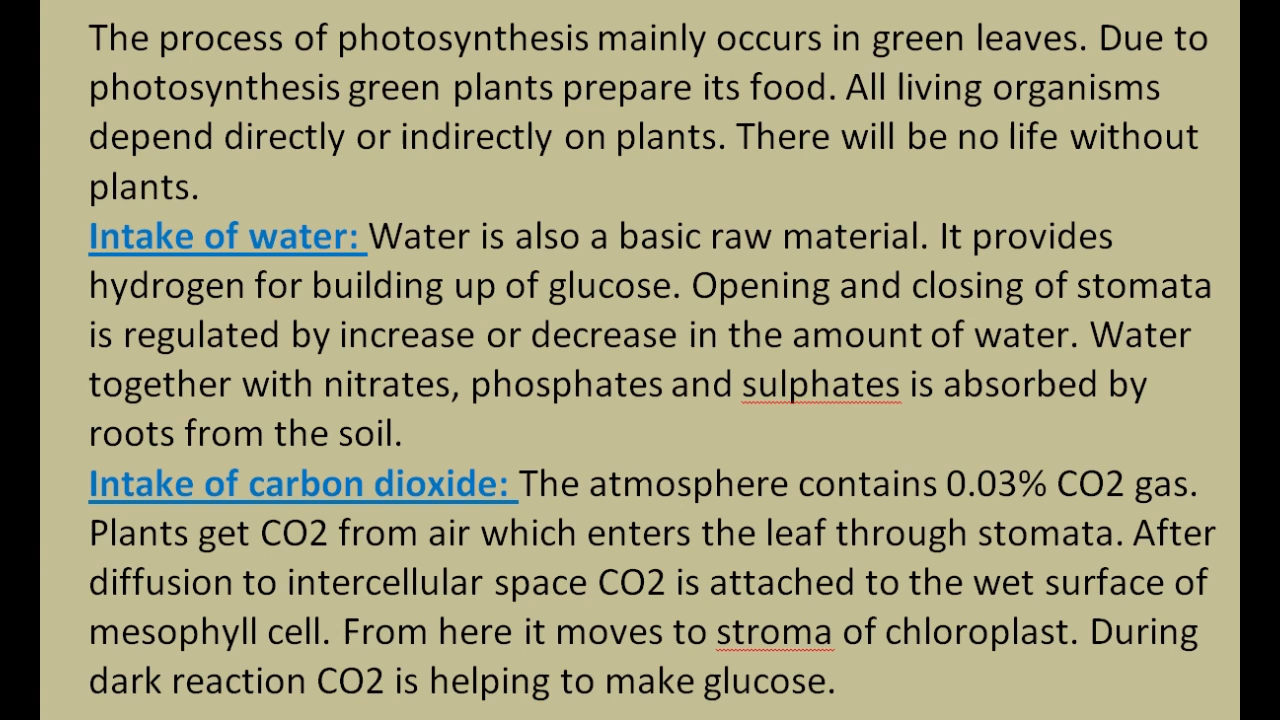 The process of photosynthesis mainly occurs in green leaves. Due to
photosynthesis green plants prepare its food. All living organisms
depend directly or indirectly on plants. There will be no life without
plants.
Intake of water: Water is also a basic raw material. It provides
hydrogen for building up of glucose. Opening and closing of stomata
is regulated by increase or decrease in the amount of water. Water
together with nitrates, phosphates and sulphates is absorbed by
roots from the soil.
Intake of carbon dioxide: The atmosphere contains 0.03% CO2 gas.
Plants get CO2 from air which enters the leaf through stomata. After
diffusion to intercellular space CO2 is attached to the wet surface of
mesophyll cell. From here it moves to stroma of chloroplast. During
dark reaction CO2 is helping to make glucose.